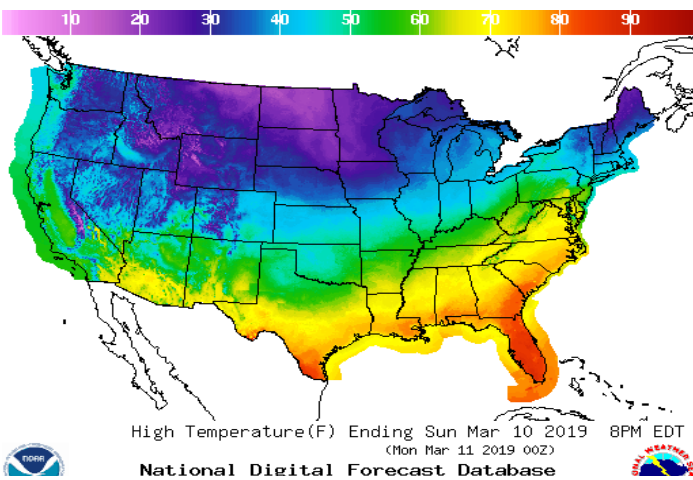 10 20 30 40 50 60 70 80 90
High Temperature(F) Ending Sun Mar 10 2019 8PM EDT
(Mon Mar 11 2019 00Z)
National Digital Forecast Database
NOAA